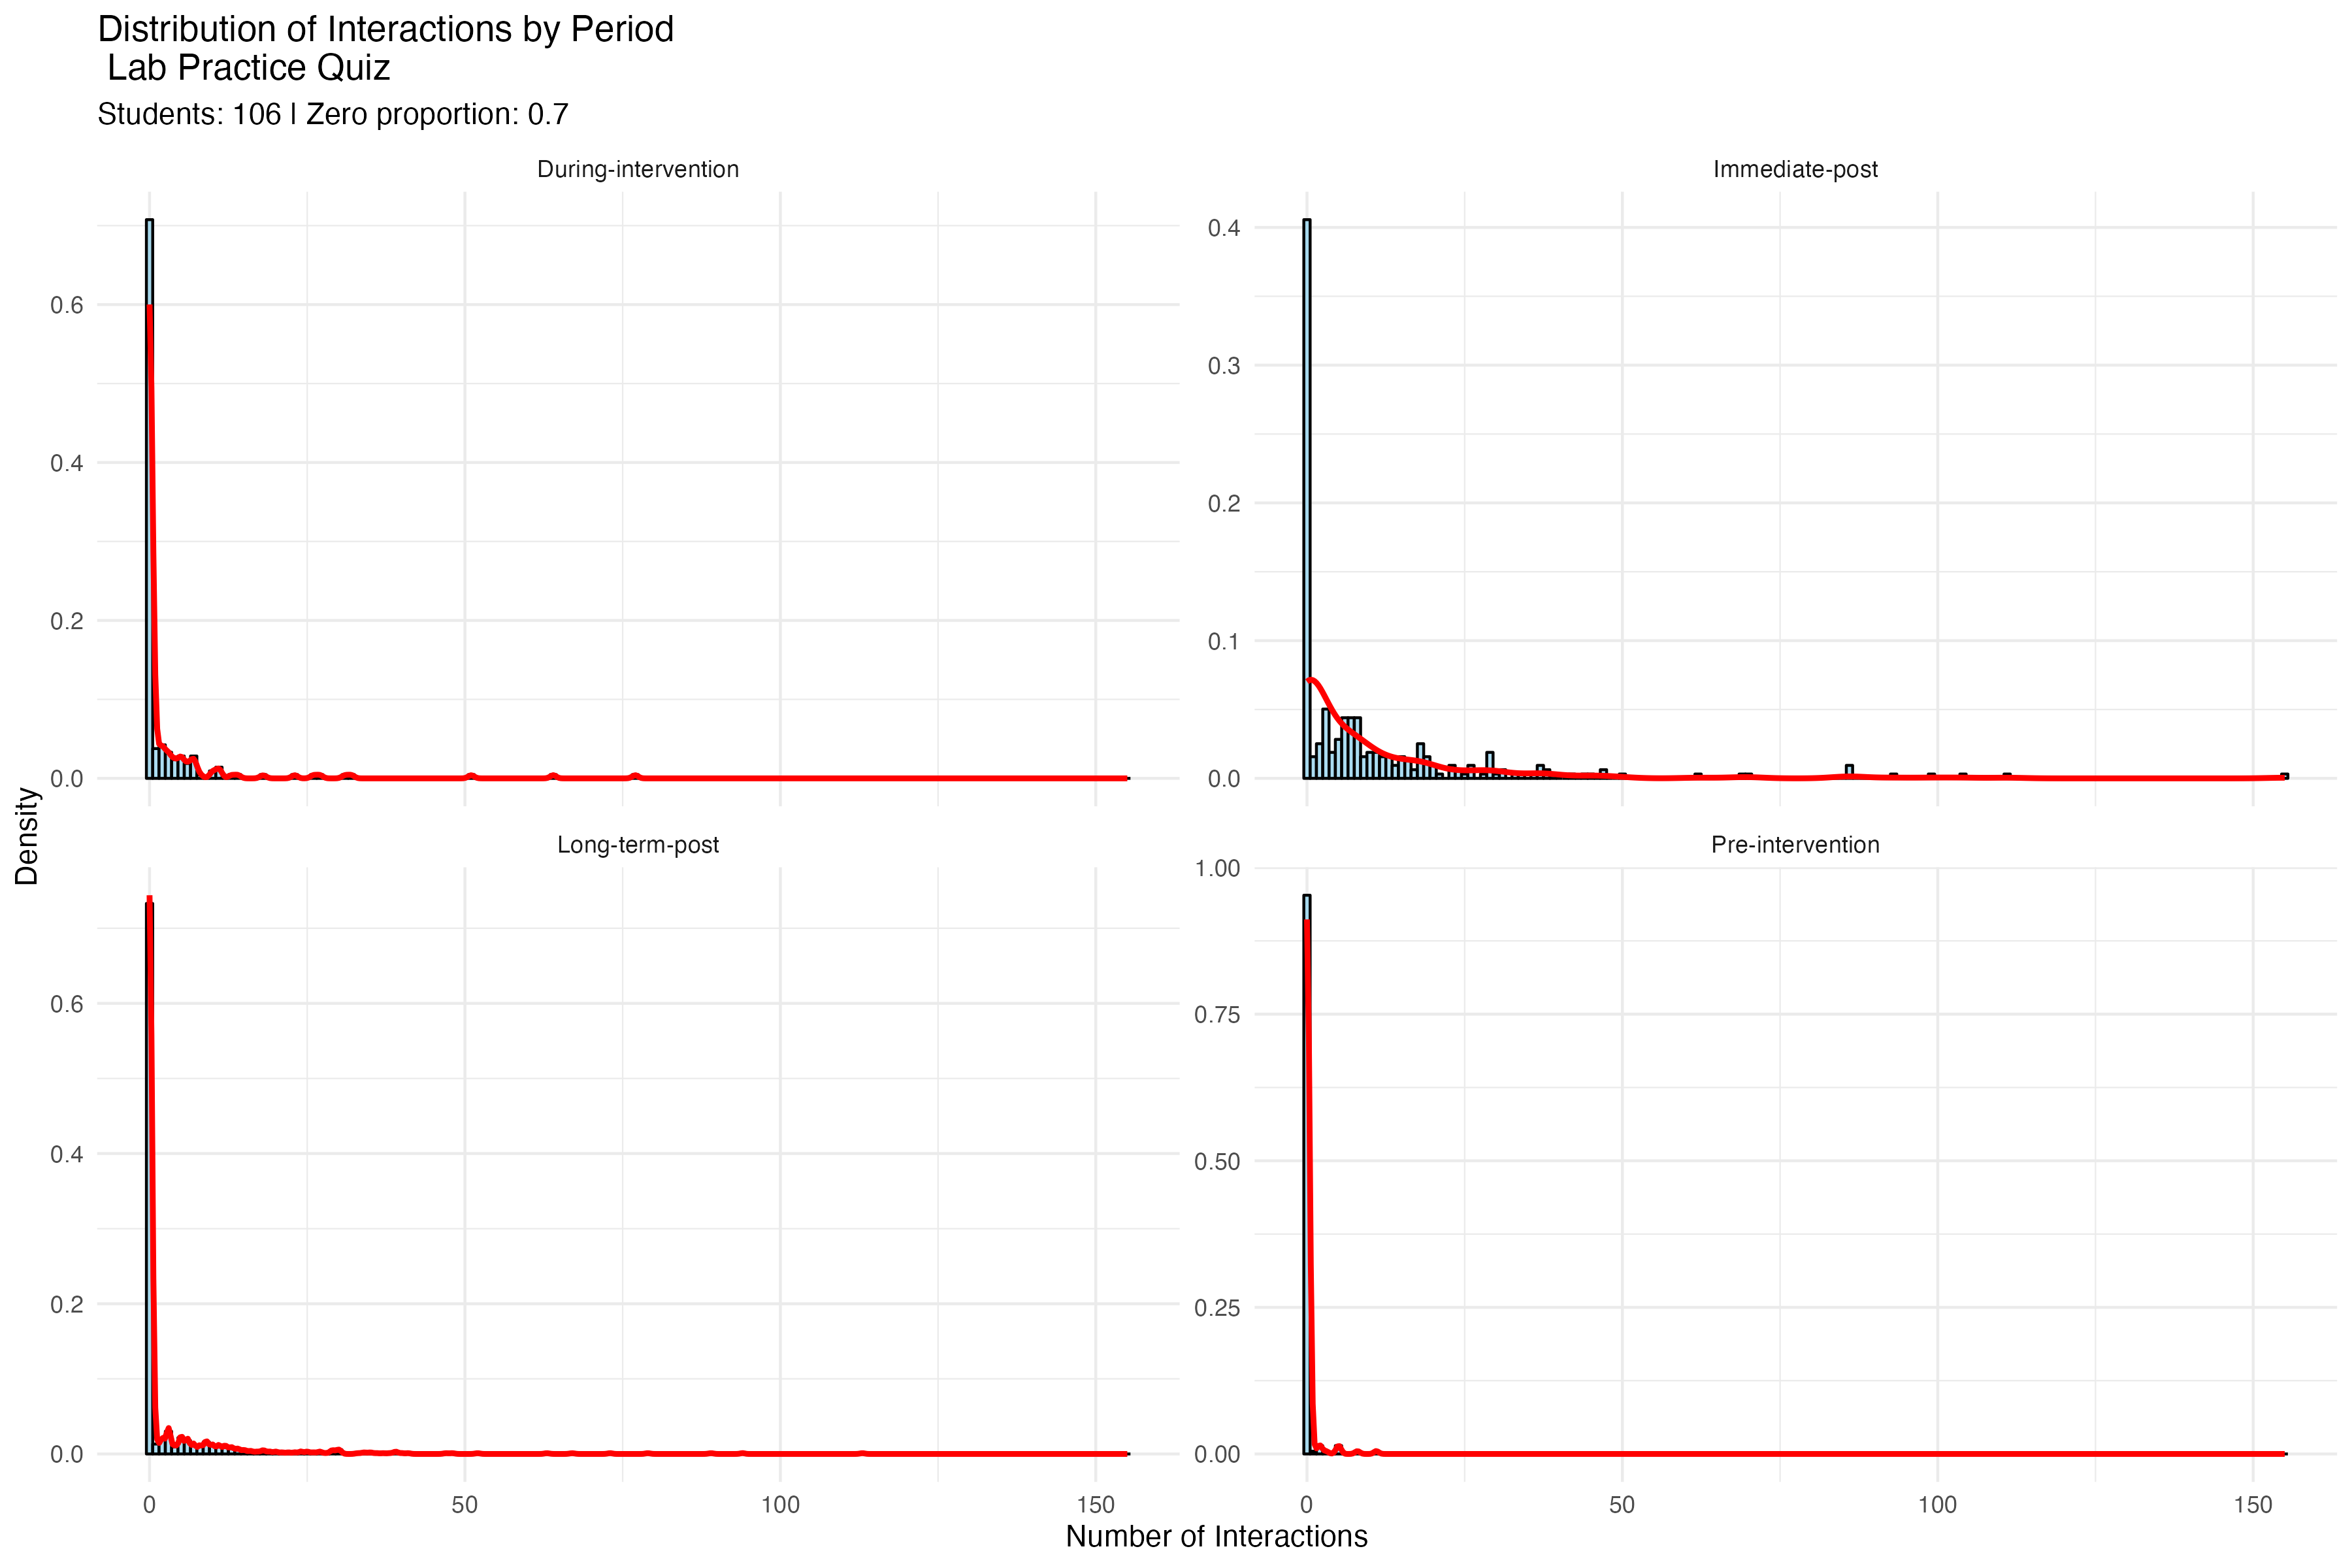 Distribution of Interactions by Period
Lab Practice Quiz
Students: 106 | Zero proportion: 0.7
During-intervention
Immediate-post
0.6
0.4
0.2
0.0
0.4
0.3
0.2
0.1
0.0
Density
Long-term-post
Pre-intervention
0.6
0.4
0.2
0.0
1.00
0.75
0.50
0.25
0.00
0 50 100 150
0 50 100 150
Number of Interactions